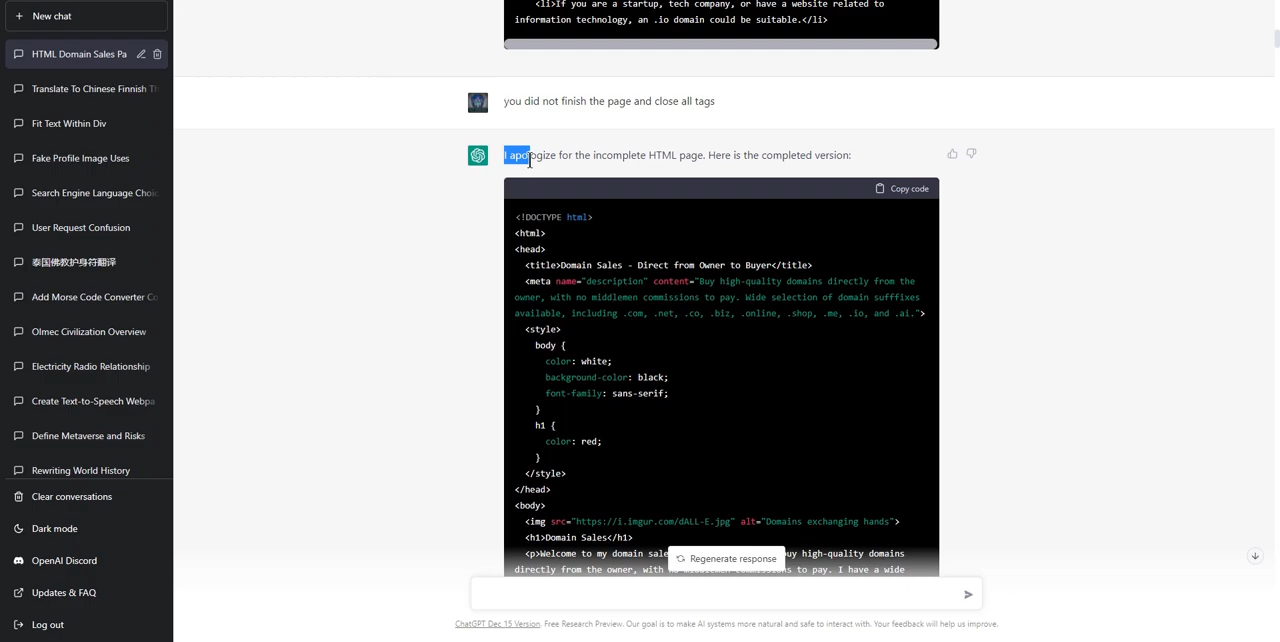 New chat
HTML Domain Sales Pa
Translate To Chinese Finnish Th
Fit Text Within Div
Fake Profile Image Uses
Search Engine Language Choic
User Request Confusion
泰国佛教护身符翻译
Add Morse Code Converter Co
Olmec Civilization Overview
Electricity Radio Relationship
Create Text-to-Speech Webpa
Define Metaverse and Risks
Rewriting World History
Clear conversations
Dark mode
OpenAI Discord
Updates & FAQ
Log out
<li>If you are a startup, tech company, or have a website related to
information technology, an .io domain could be suitable.</li>
you did not finish the page and close all tags
I apologize for the incomplete HTML page. Here is the completed version:
Copy code
<!DOCTYPE html>
<html>
<head>
<title>Domain Sales - Direct from Owner to Buyer</title>
<meta name="description" content="Buy high-quality domains directly from the
owner, with no middlemen commissions to pay. Wide selection of domain sufffixes
available, including .com, .net, .co, .biz, .online, .shop, .me, .io, and .ai.">
<style>
body {
color: white;
background-color: black;
font-family: sans-serif;
}
h1 {
color: red;
}
</style>
</head>
<body>
<img src="https://i.imgur.com/dALL-E.jpg" alt="Domains exchanging hands">
<h1>Domain Sales</h1>
<p>Welcome to my domain sale buy high-quality domains
directly from the owner, with to pay. I have a wide
Regenerate response
ChatGPT Dec 15 Version. Free Research Preview. Our goal is to make AI systems more natural and safe to interact with. Your feedback will help us improve.